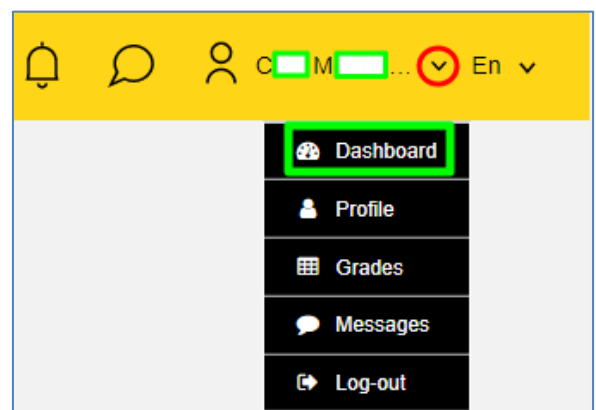 C M ... En
Dashboard
Profile
Grades
Messages
Log-out